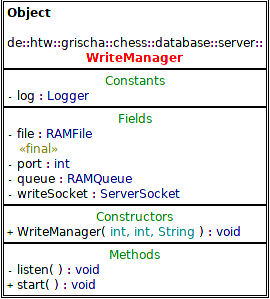 Object
de::htw::grischa::chess::database::server::
WriteManager
Constants
- log : Logger
Fields
- file : RAMFile
«final»
- port : int
- queue : RAMQueue
- writeSocket : ServerSocket
Constructors
+ WriteManager( int, int, String ) : void
Methods
- listen( ) : void
+ start( ) : void